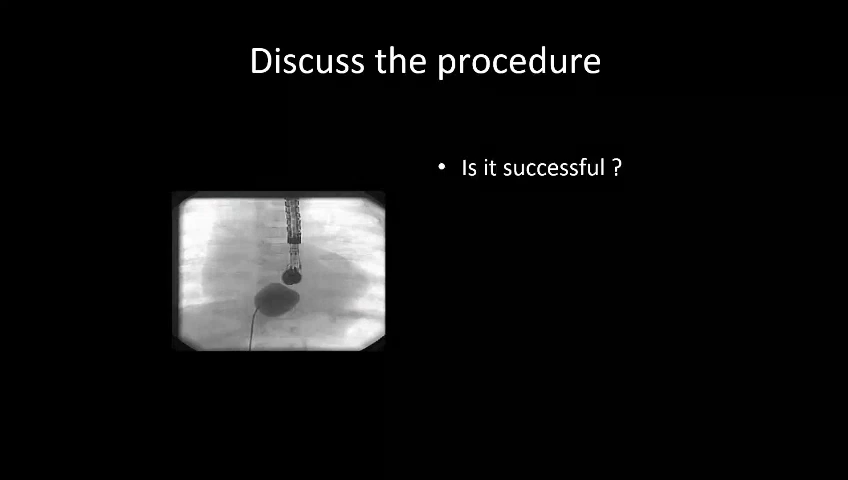 Discuss the procedure
• Is it successful ?